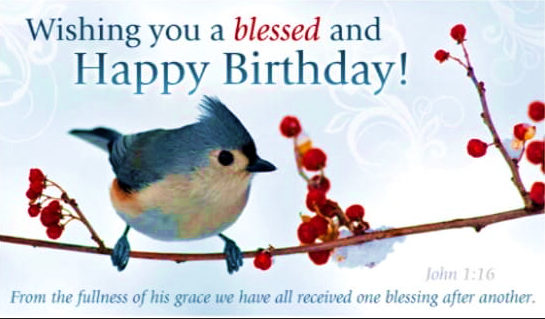 Wishing you a blessed and
Happy Birthday!
John 1:16
From the fullness of his grace we have all received one blessing after another.